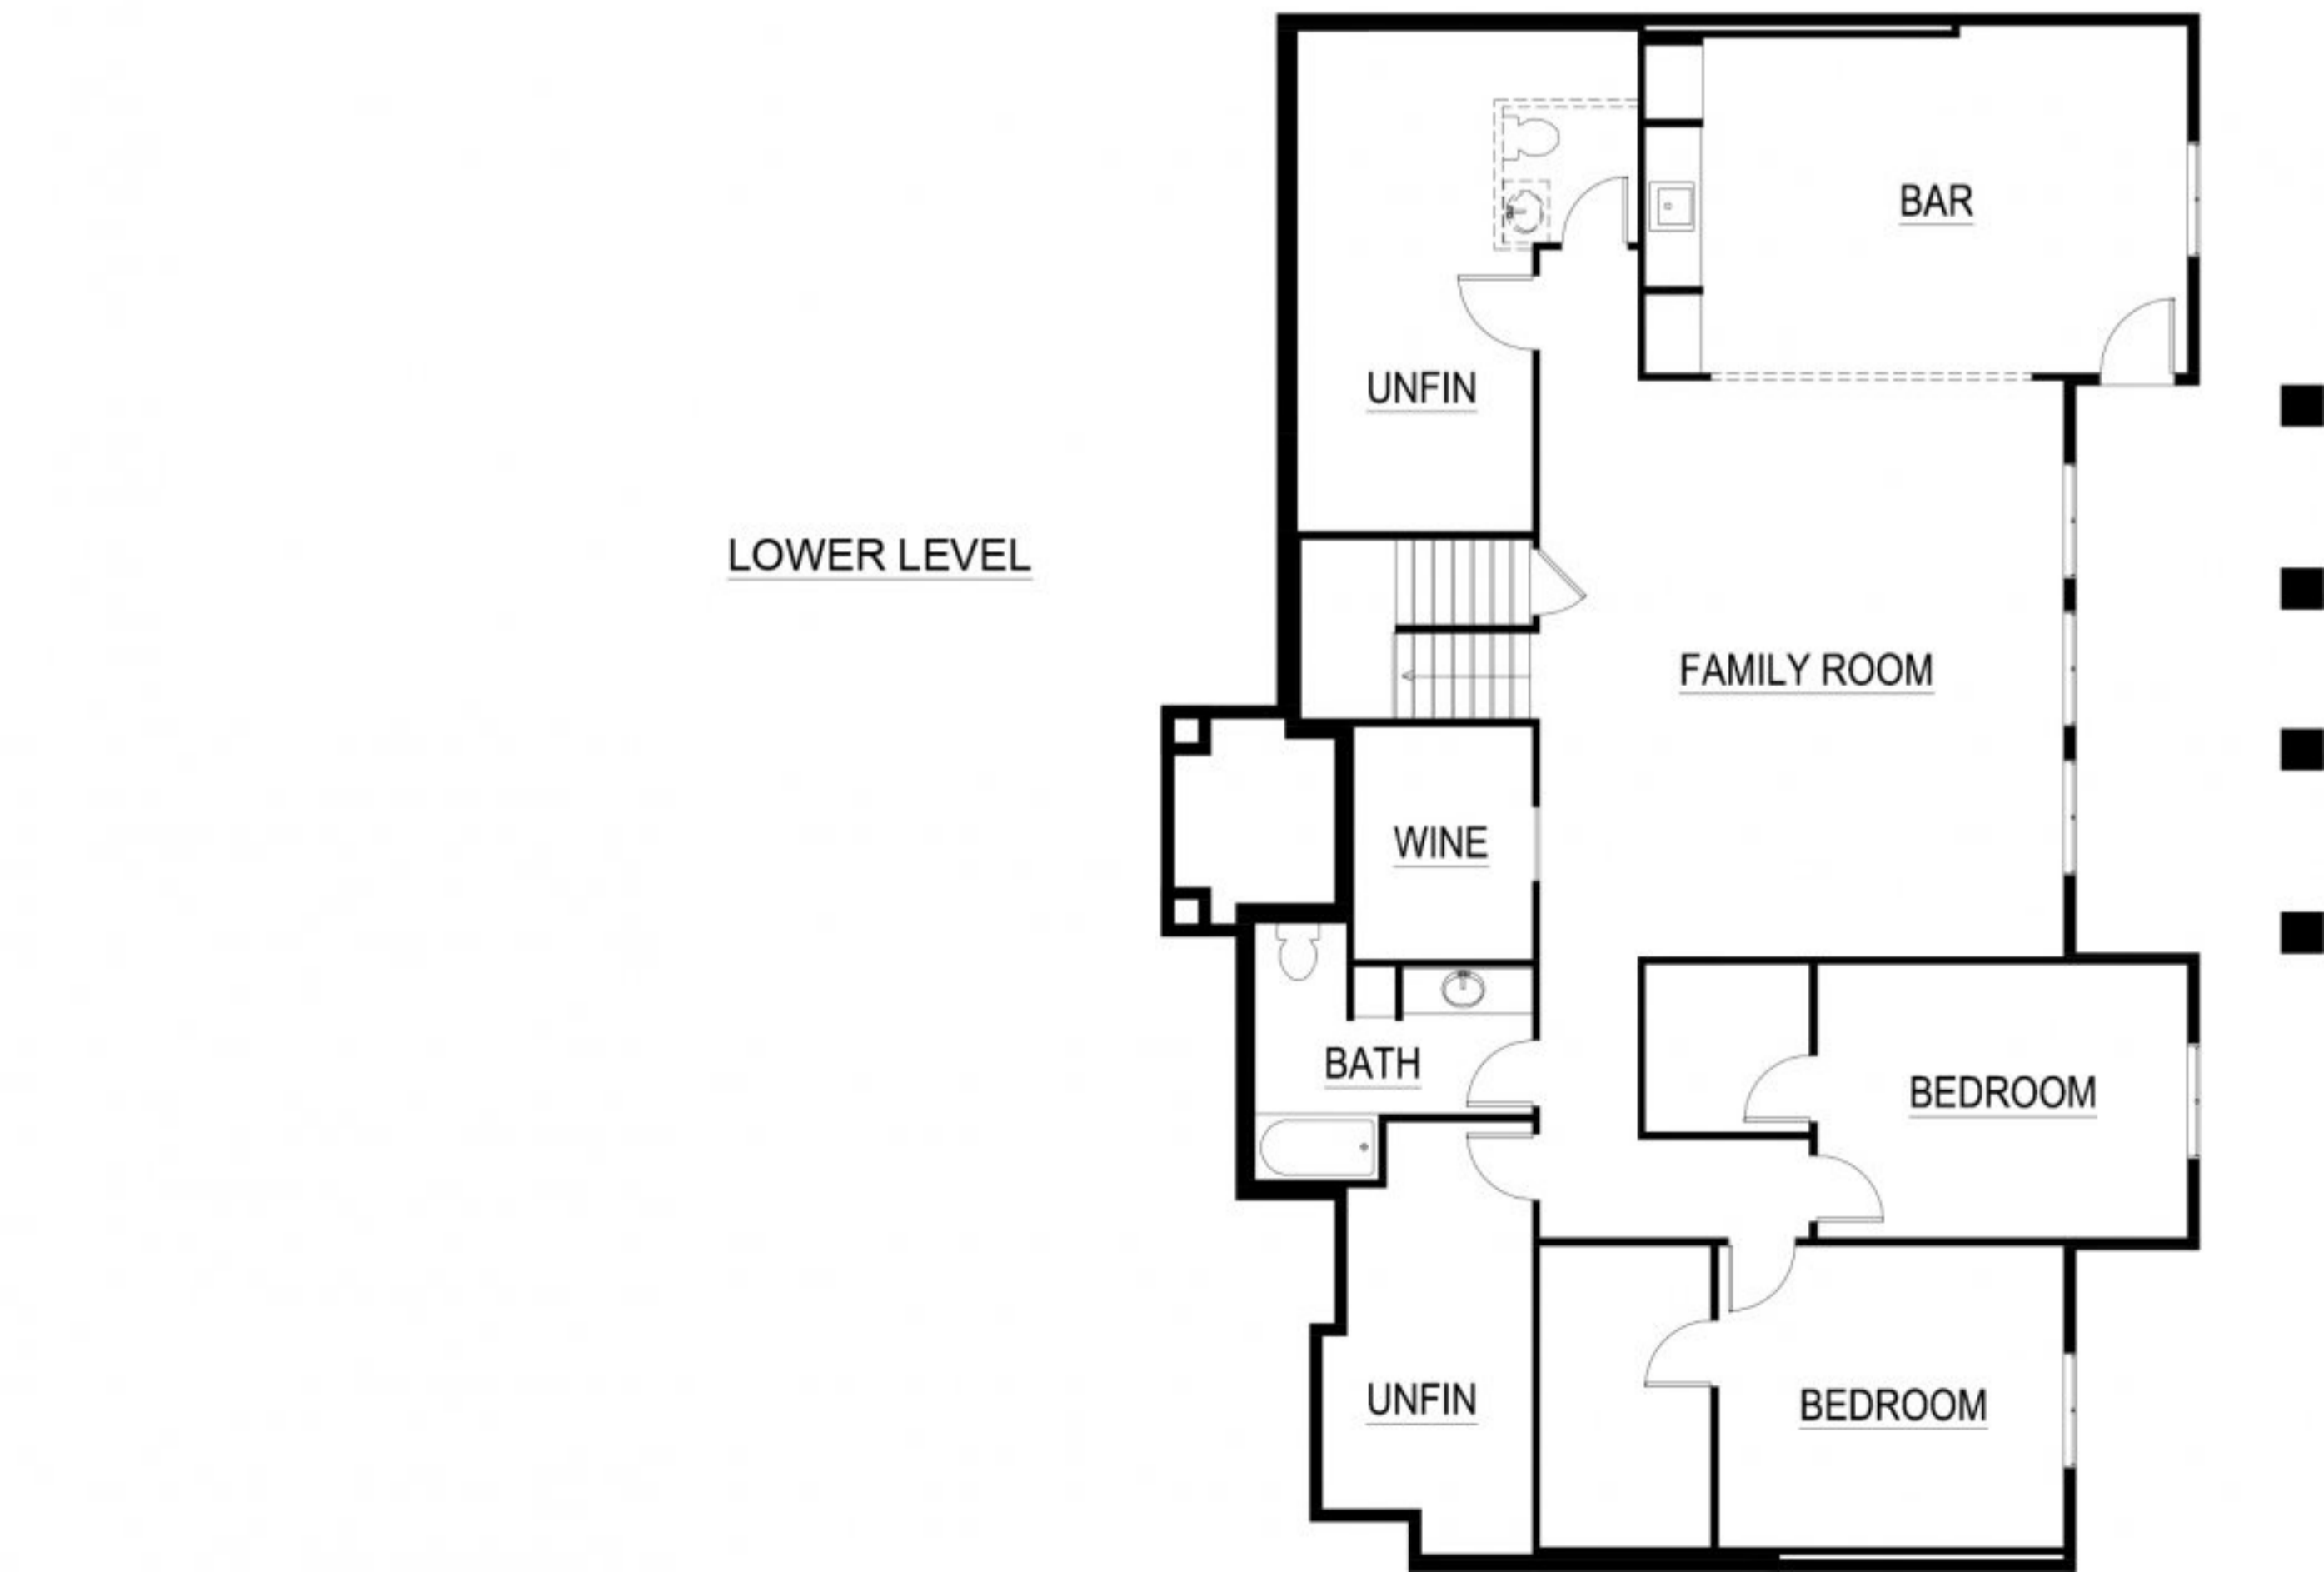 BAR
UNFIN
LOWER LEVEL
FAMILY ROOM
WINE
BATH
BEDROOM
UNFIN
BEDROOM